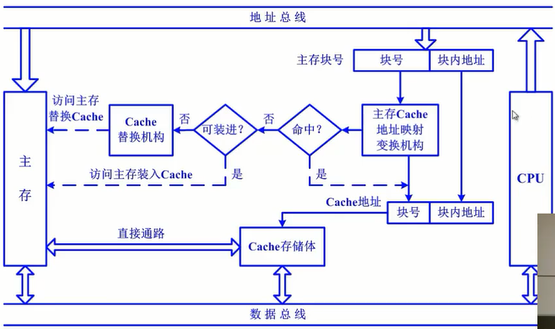 地址总线
主存块号
块号
块内地址
访问主存
替换Cache
否
可装进？
否
命中？
主存Cache
地址映射
变换机构
Cache
替换机构
主存
访问主存装入Cache
是
是
CPU
Cache地址
块号
块内地址
直接通路
Cache存储体
数据总线